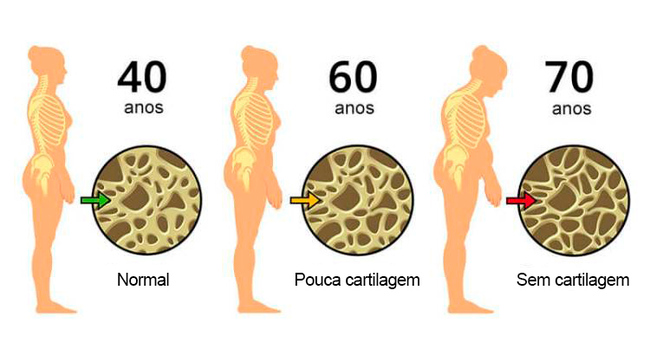 40
anos
60
anos
70
anos
Normal
Pouca cartilagem
Sem cartilagem